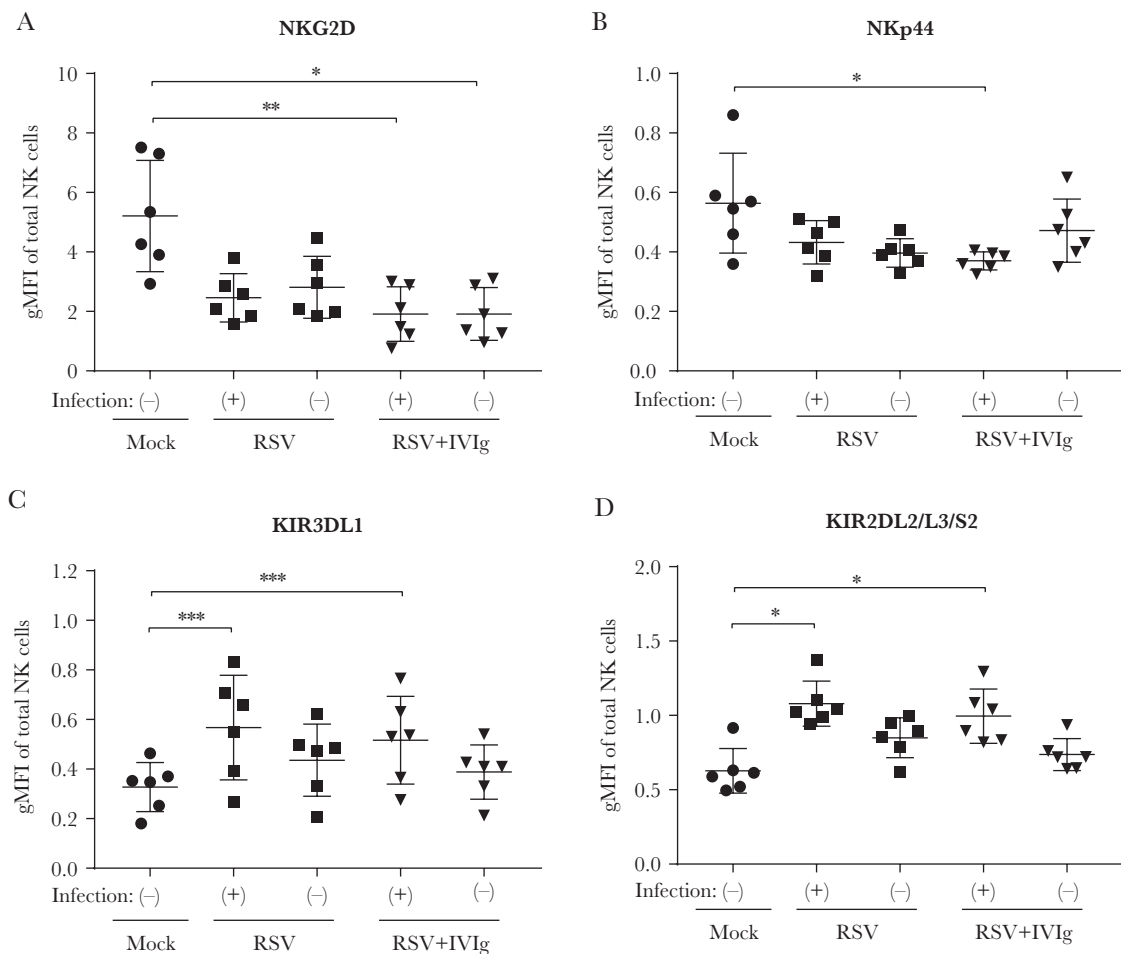 A
NKG2D
gMFI of total NK cells
10
8
6
4
2
0
*
**
Infection: (–) (+) (–) (+) (–)
Mock RSV RSV+IVIg
B
NKp44
gMFI of total NK cells
1.0
0.8
0.6
0.4
0.2
0.0
*
Infection: (–) (+) (–) (+) (–)
Mock RSV RSV+IVIg
C
KIR3DL1
gMFI of total NK cells
1.2
1.0
0.8
0.6
0.4
0.2
0.0
***
***
Infection: (–) (+) (–) (+) (–)
Mock RSV RSV+IVIg
D
KIR2DL2/L3/S2
gMFI of total NK cells
2.0
1.5
1.0
0.5
0.0
*
*
Infection: (–) (+) (–) (+) (–)
Mock RSV RSV+IVIg